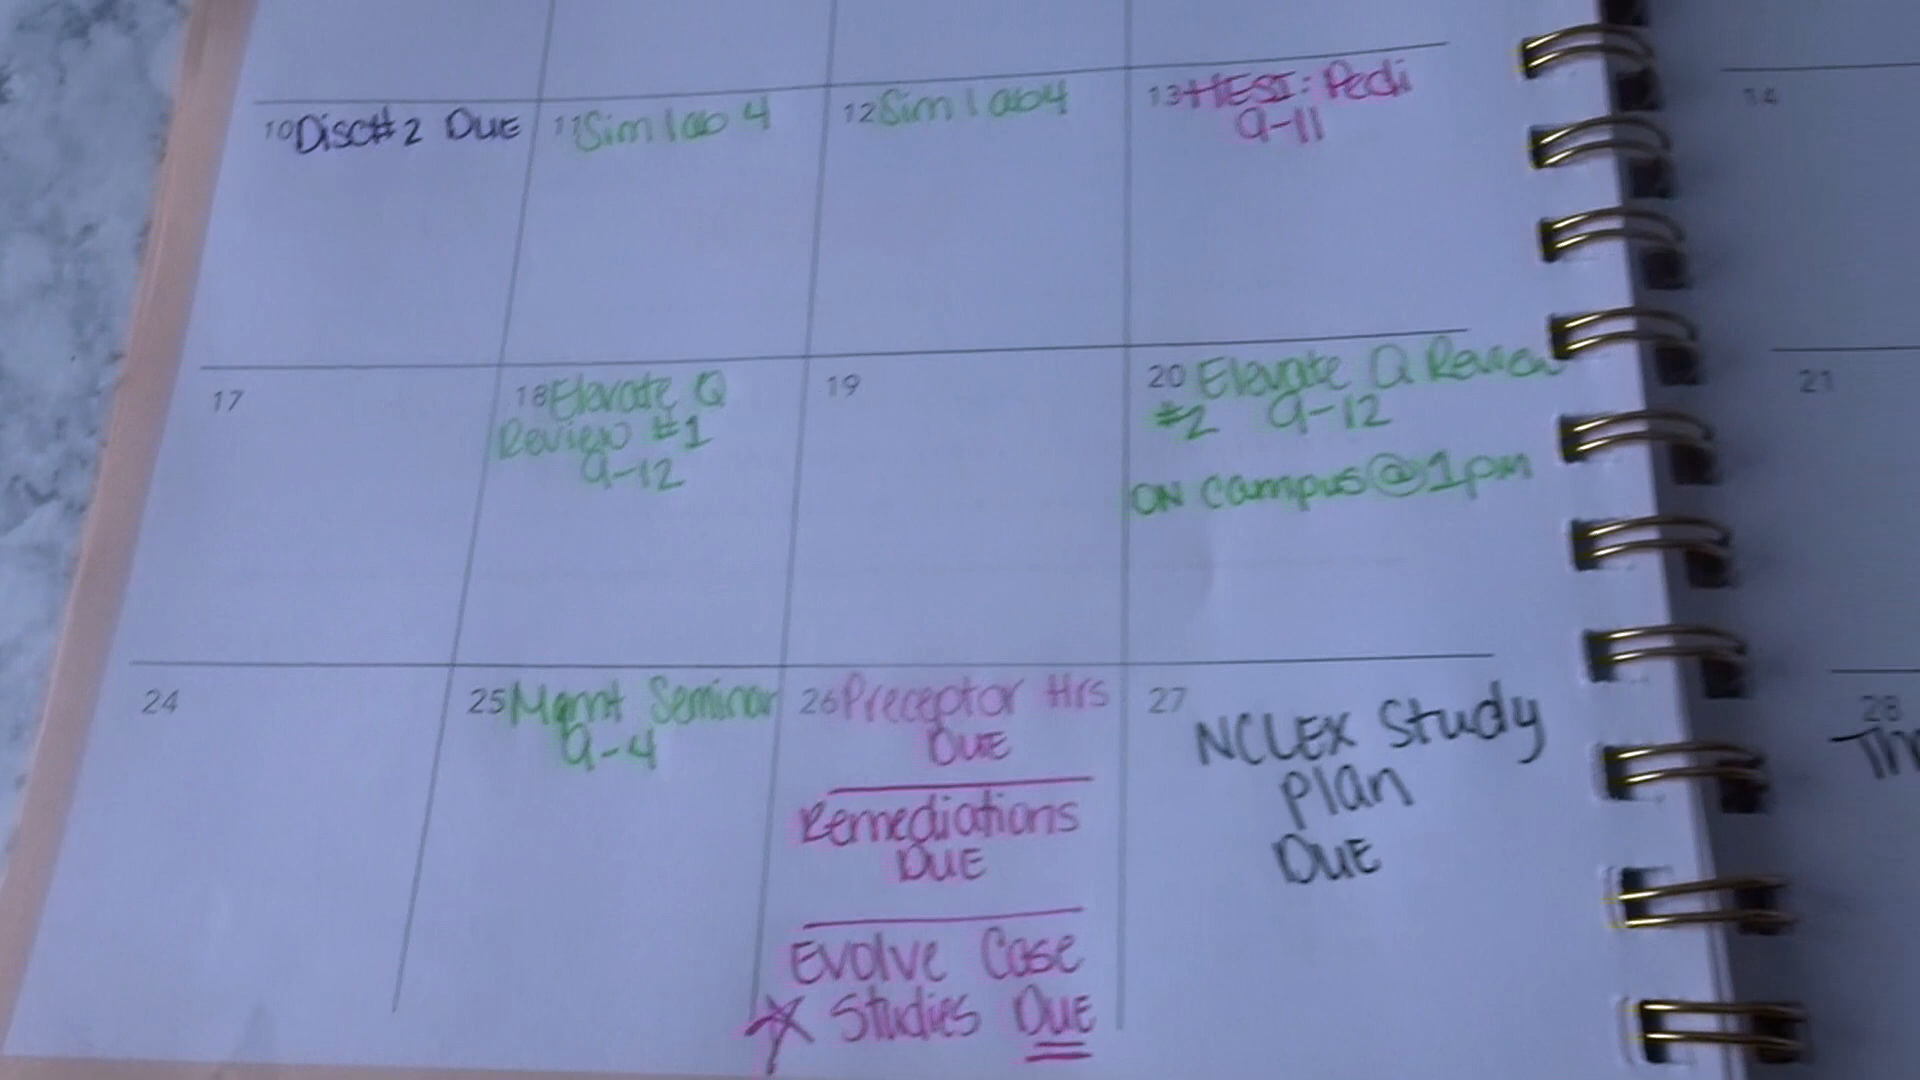 10 Disc#2 DUE
11 Sim lab 4
12 Sim lab 4
13 HESI: Pedi
9-11
14
17
18 Elevate Q
Review #1
9-12
19
20 Elevate Q Review
#2 9-12
ON campus @ 1pm
21
24
25 Mgmt Seminar
9-4
26 Preceptor Hrs
DUE
Remediations
DUE
Evolve Case
Studies DUE
27
NCLEX Study
plan
DUE
28